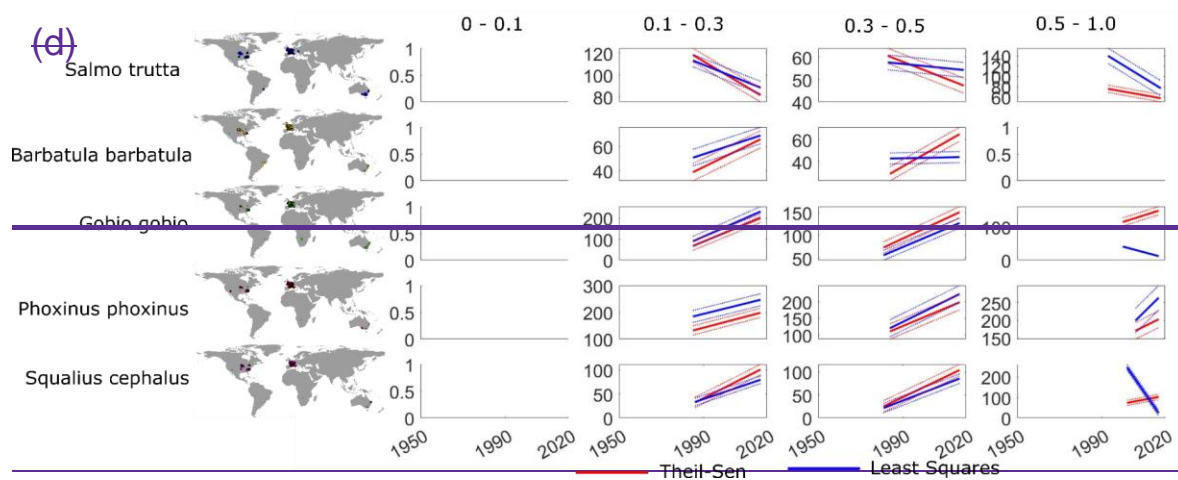 (d)
0 - 0.1 0.1 - 0.3 0.3 - 0.5 0.5 - 1.0
Salmo trutta
1 0.5 0
120 100 80
60 50 40
140 120 100 80 60
Barbatula barbatula
1 0.5 0
60 40
60 40
1 0.5 0
Gobio gobio
1 0.5 0
200 100 0
150 100 50
100 0
Phoxinus phoxinus
1 0.5 0
300 200 100
200 150 100
250 200 150
Squalius cephalus
1 0.5 0
100 50 0
100 50 0
200 100 0
1950 1990 2020 1950 1990 2020 1950 1990 2020 1950 1990 2020
Theil-Sen Least Squares